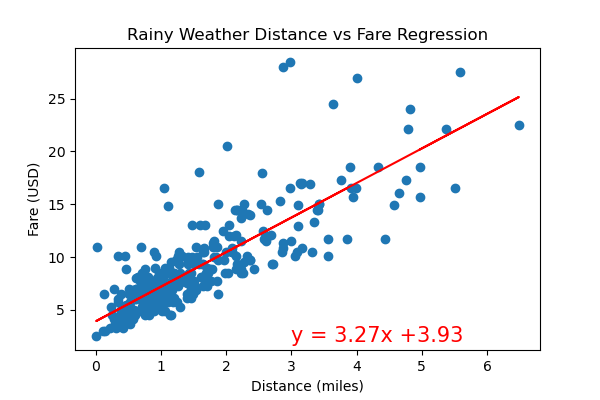 Rainy Weather Distance vs Fare Regression
Fare (USD)
25
20
15
10
5
y = 3.27x +3.93
0 1 2 3 4 5 6
Distance (miles)